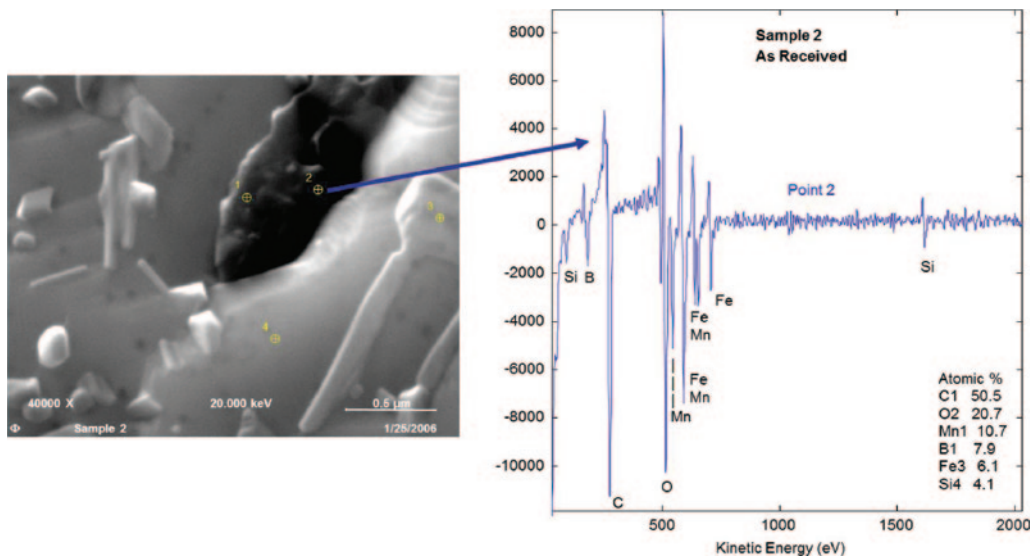 1
2
3
4
40000 X 20.000 keV 0.5 µm
Φ Sample 2 1/25/2006
Sample 2
As Received
Point 2
8000
6000
4000
2000
0
-2000
-4000
-6000
-8000
-10000
Si
B
C
O
Mn
Fe
Mn
Fe
Mn
Fe
Si
Atomic %
C1 50.5
O2 20.7
Mn1 10.7
B1 7.9
Fe3 6.1
Si4 4.1
500 1000 1500 2000
Kinetic Energy (eV)